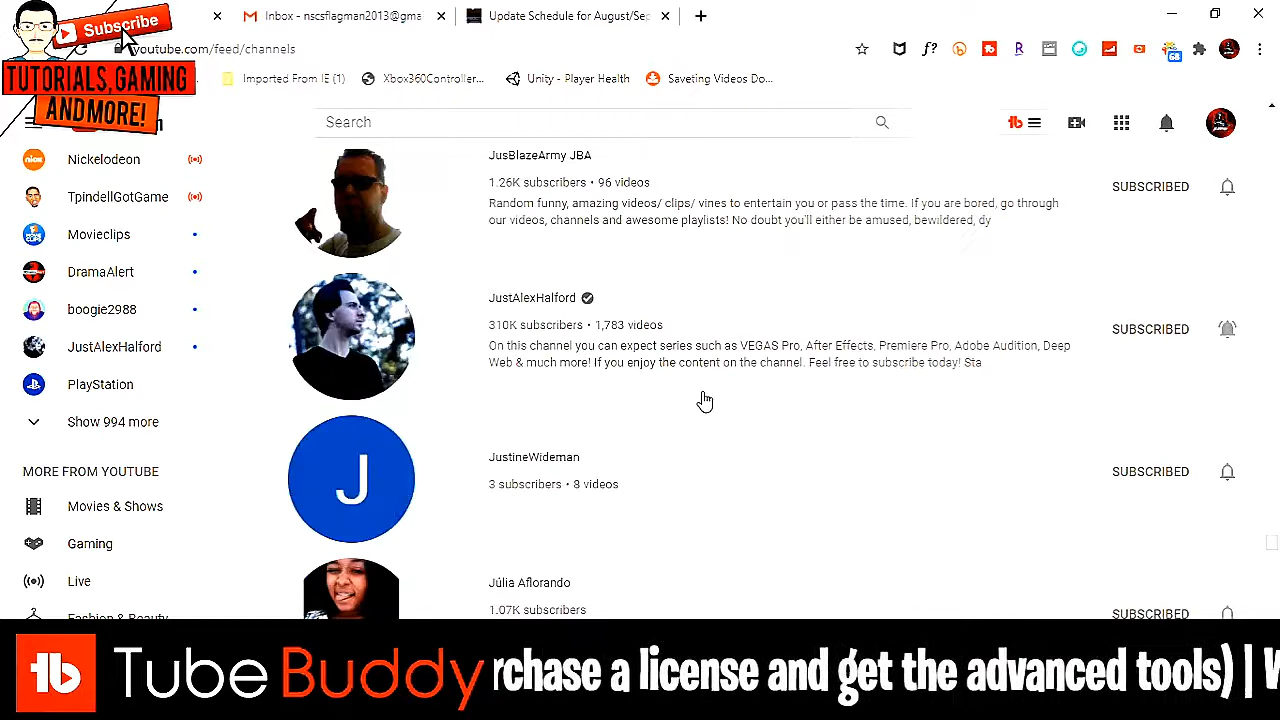 Subscribe
TUTORIALS, GAMING
AND MORE!
Inbox - nscsflagman2013@gma
Update Schedule for August/Sep
youtube.com/feed/channels
Imported From IE (1)
Xbox360Controller...
Unity - Player Health
Saveting Videos Do...
68
Search
Nickelodeon
TpindellGotGame
Movieclips
DramaAlert
boogie2988
JustAlexHalford
PlayStation
Show 994 more
MORE FROM YOUTUBE
Movies & Shows
Gaming
Live
Fashion & Beauty
JusBlazeArmy JBA
1.26K subscribers • 96 videos
Random funny, amazing videos/ clips/ vines to entertain you or pass the time. If you are bored, go through
our videos, channels and awesome playlists! No doubt you'll either be amused, bewildered, dy
SUBSCRIBED
JustAlexHalford
310K subscribers • 1,783 videos
On this channel you can expect series such as VEGAS Pro, After Effects, Premiere Pro, Adobe Audition, Deep
Web & much more! If you enjoy the content on the channel. Feel free to subscribe today! Sta
SUBSCRIBED
J
JustineWideman
3 subscribers • 8 videos
SUBSCRIBED
Júlia Aflorando
1.07K subscribers
SUBSCRIBED
tb TubeBuddy
rchase a license and get the advanced tools) | W